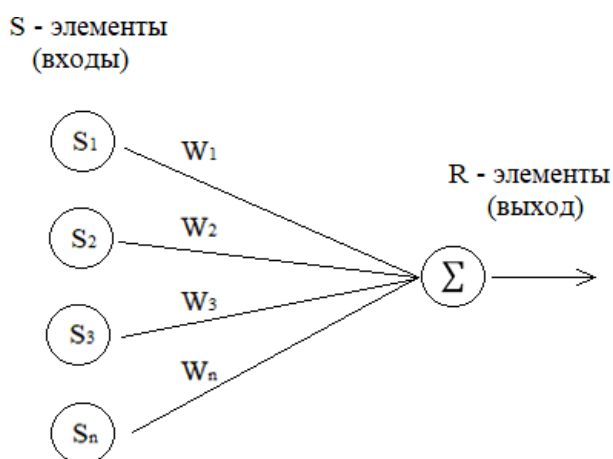 S - элементы
(входы)
S1
W1
R - элементы
(выход)
S2
W2
Σ
S3
W3
Wn
Sn